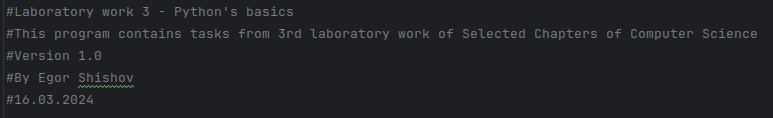 #Laboratory work 3 - Python's basics
#This program contains tasks from 3rd laboratory work of Selected Chapters of Computer Science
#Version 1.0
#By Egor Shishov
#16.03.2024